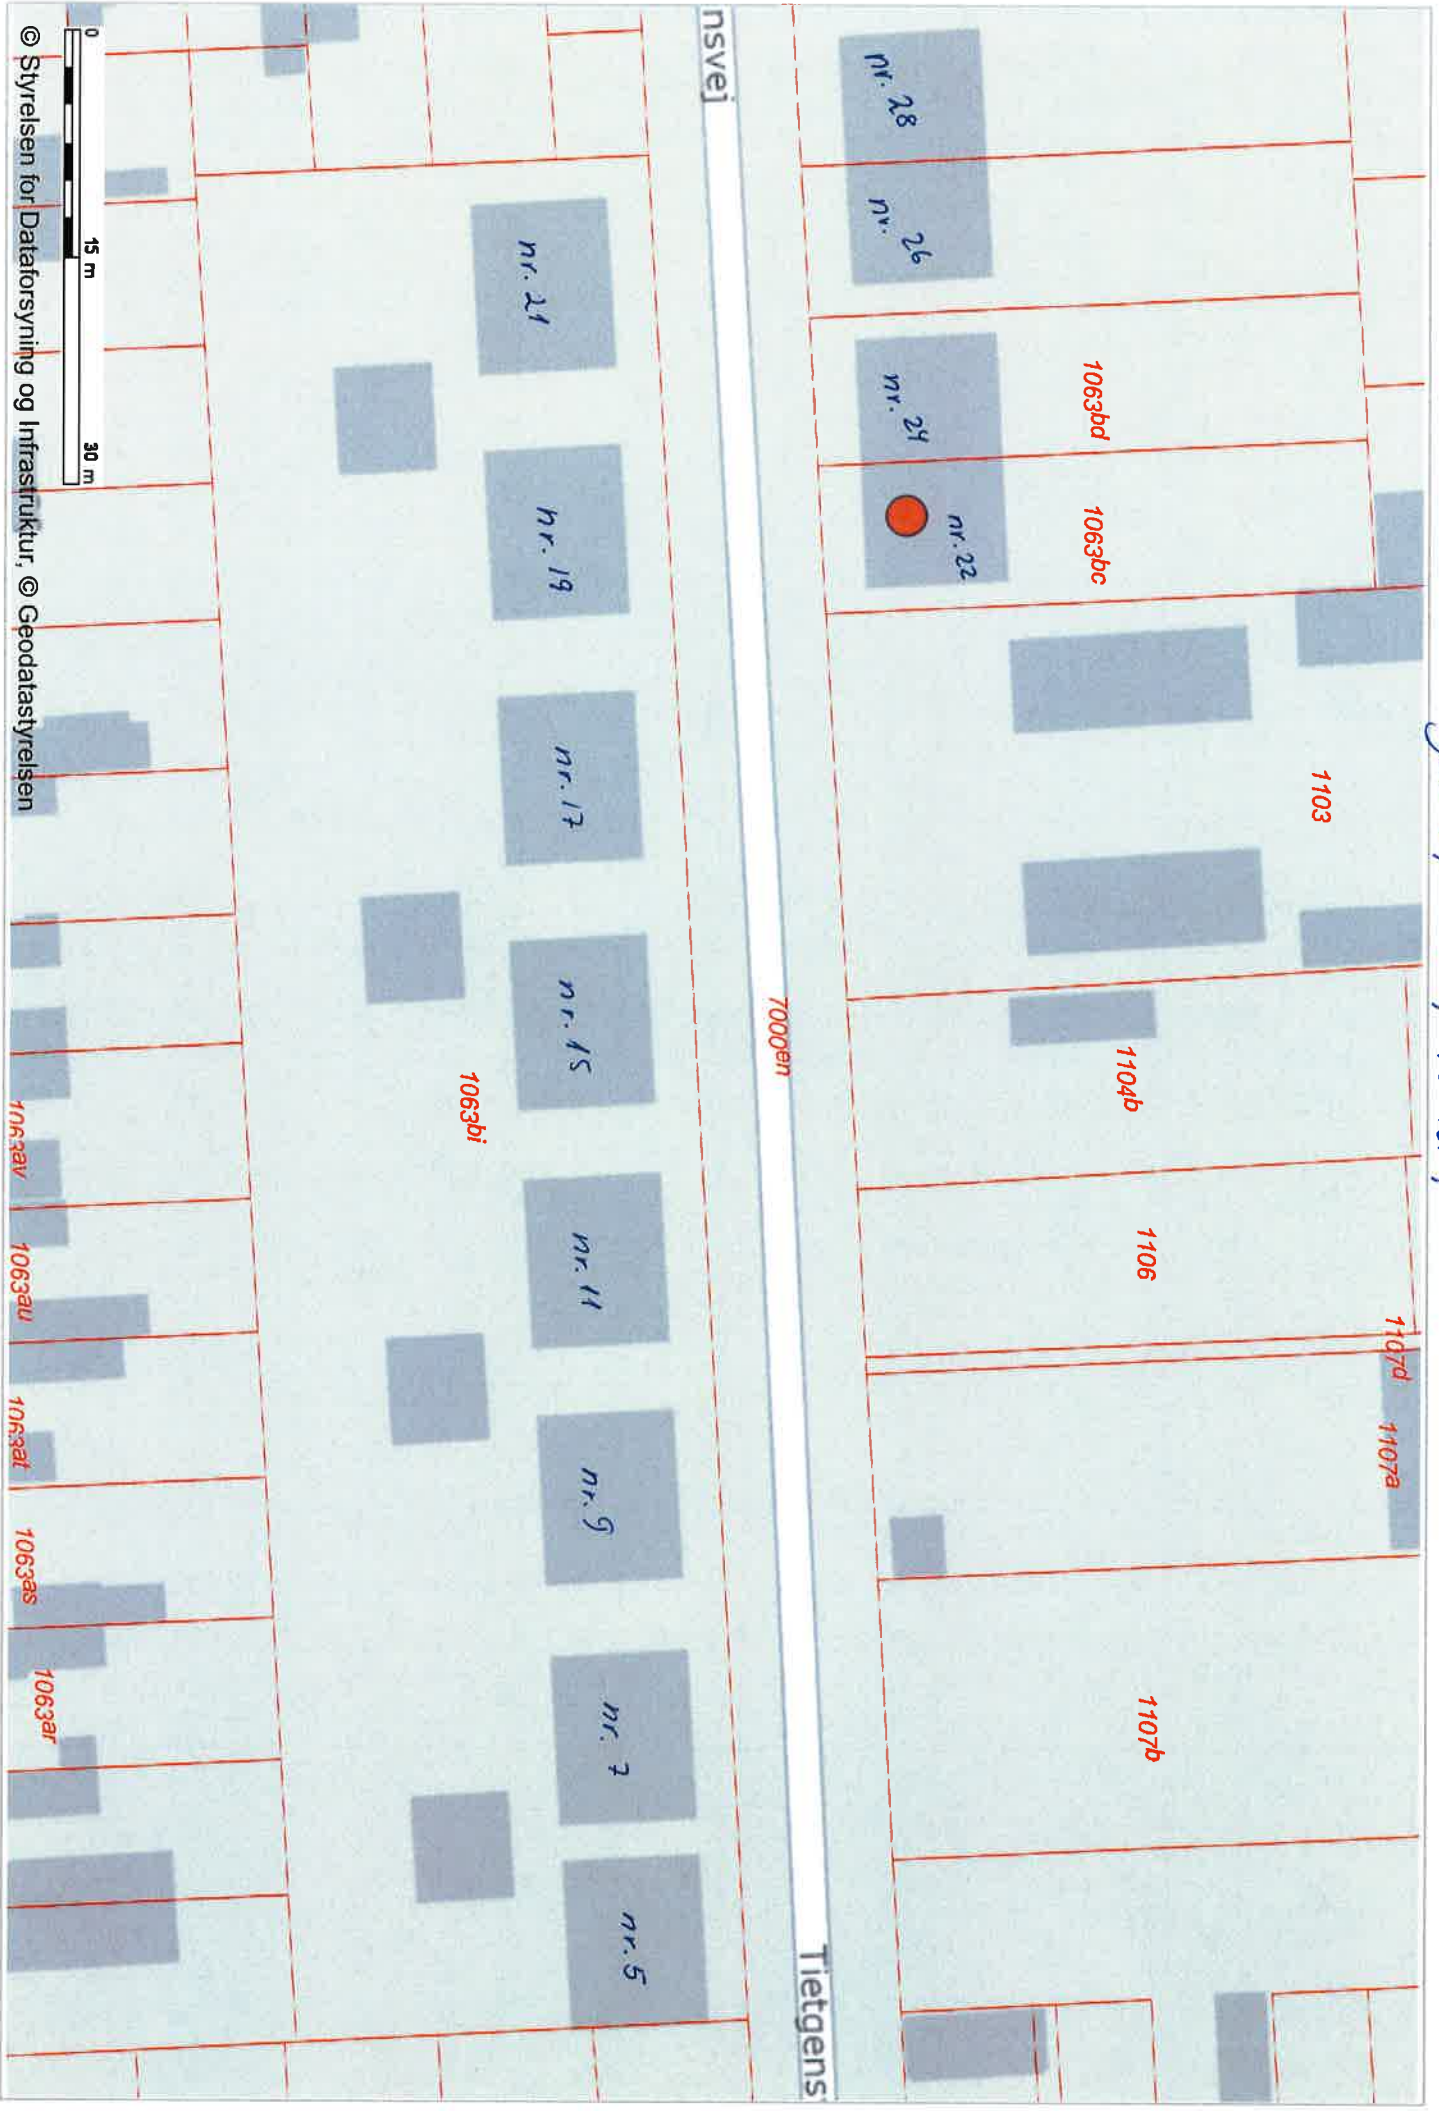 nsvej
Tietgens
7000en
nr. 28
nr. 26
nr. 24
nr. 22
1063bd
1063bc
1103
1104b
1106
1107d
1107a
1107b
nr. 21
nr. 19
nr. 17
nr. 15
nr. 11
nr. 9
nr. 7
nr. 5
1063bi
1063av
1063au
1063at
1063as
1063ar
0 15 m 30 m
© Styrelsen for Dataforsyning og Infrastruktur, © Geodatastyrelsen